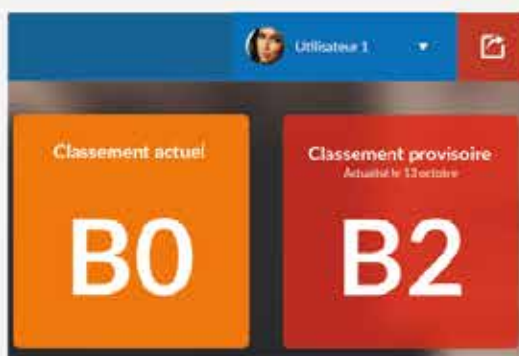 Utilisateur 1
Classement actuel
B0
Classement provisoire
Actualisé le 13 octobre
B2